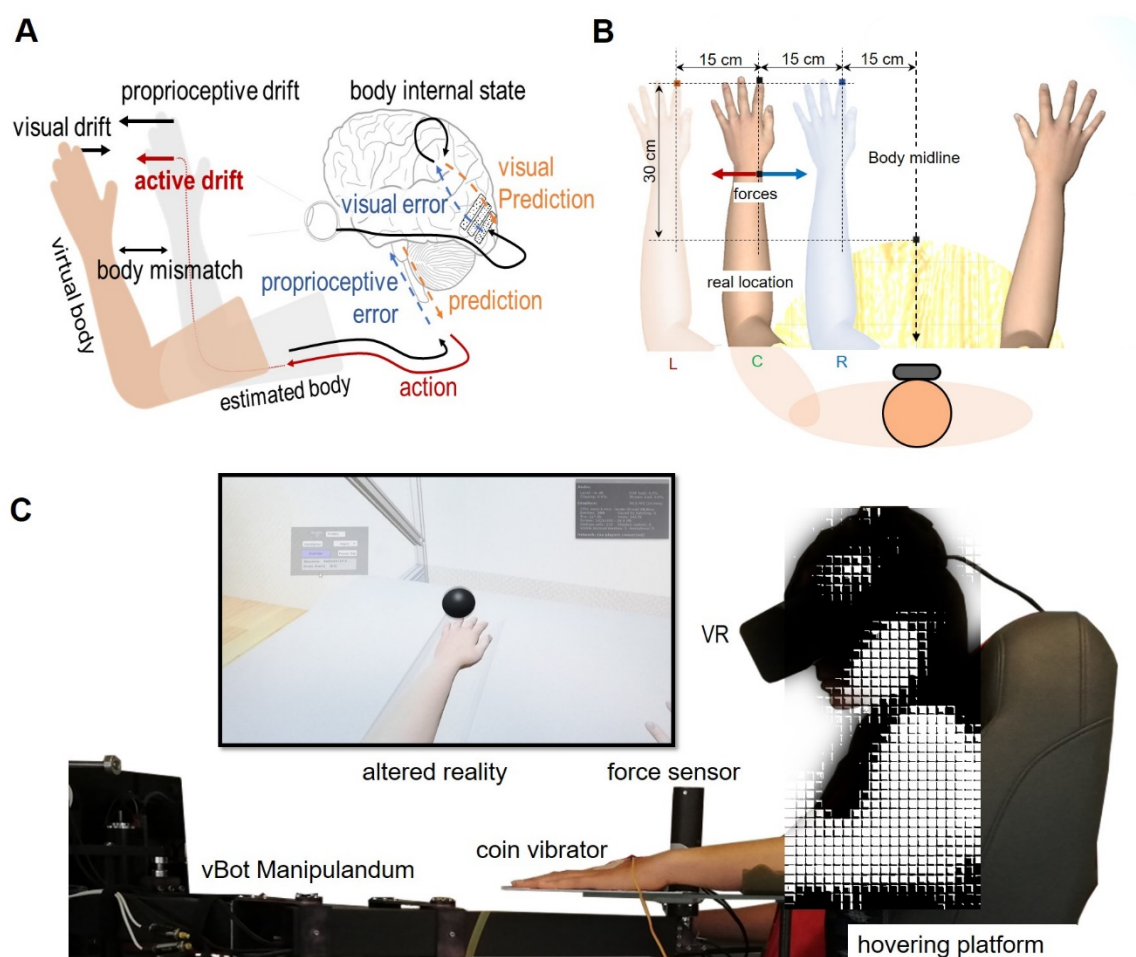 A
proprioceptive drift
visual drift
active drift
body mismatch
virtual body
estimated body
body internal state
visual
Prediction
visual error
proprioceptive
error
prediction
action
B
15 cm
15 cm
15 cm
30 cm
Body midline
forces
real location
L
C
R
C
VR
altered reality
force sensor
coin vibrator
vBot Manipulandum
hovering platform